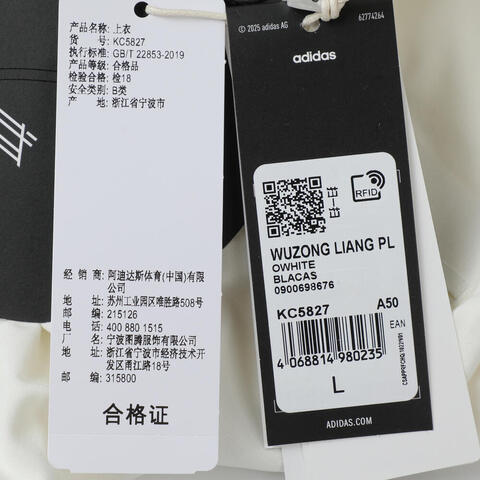 产品名称: 上衣
货 号: KC5827
执行标准: GB/T 22853-2019
产品等级: 合格品
检验合格: 检18
安全类别: B类
产地: 浙江省宁波市
经 销 商: 阿迪达斯体育(中国)有限
公司
地 址: 苏州工业园区唯胜路508号
邮 编: 215126
电 话: 400 880 1515
厂 名: 宁波图腾服饰有限公司
地 址: 浙江省宁波市经济技术开
发区甬江路18号
邮 编: 315800
合格证
© 2025 adidas AG
6Z774264
adidas
RFID
WUZONG LIANG PL
OWHITE
BLACAS
0900698676
KC5827 A50
EAN
4 068814 980235
L
ADIDAS.COM